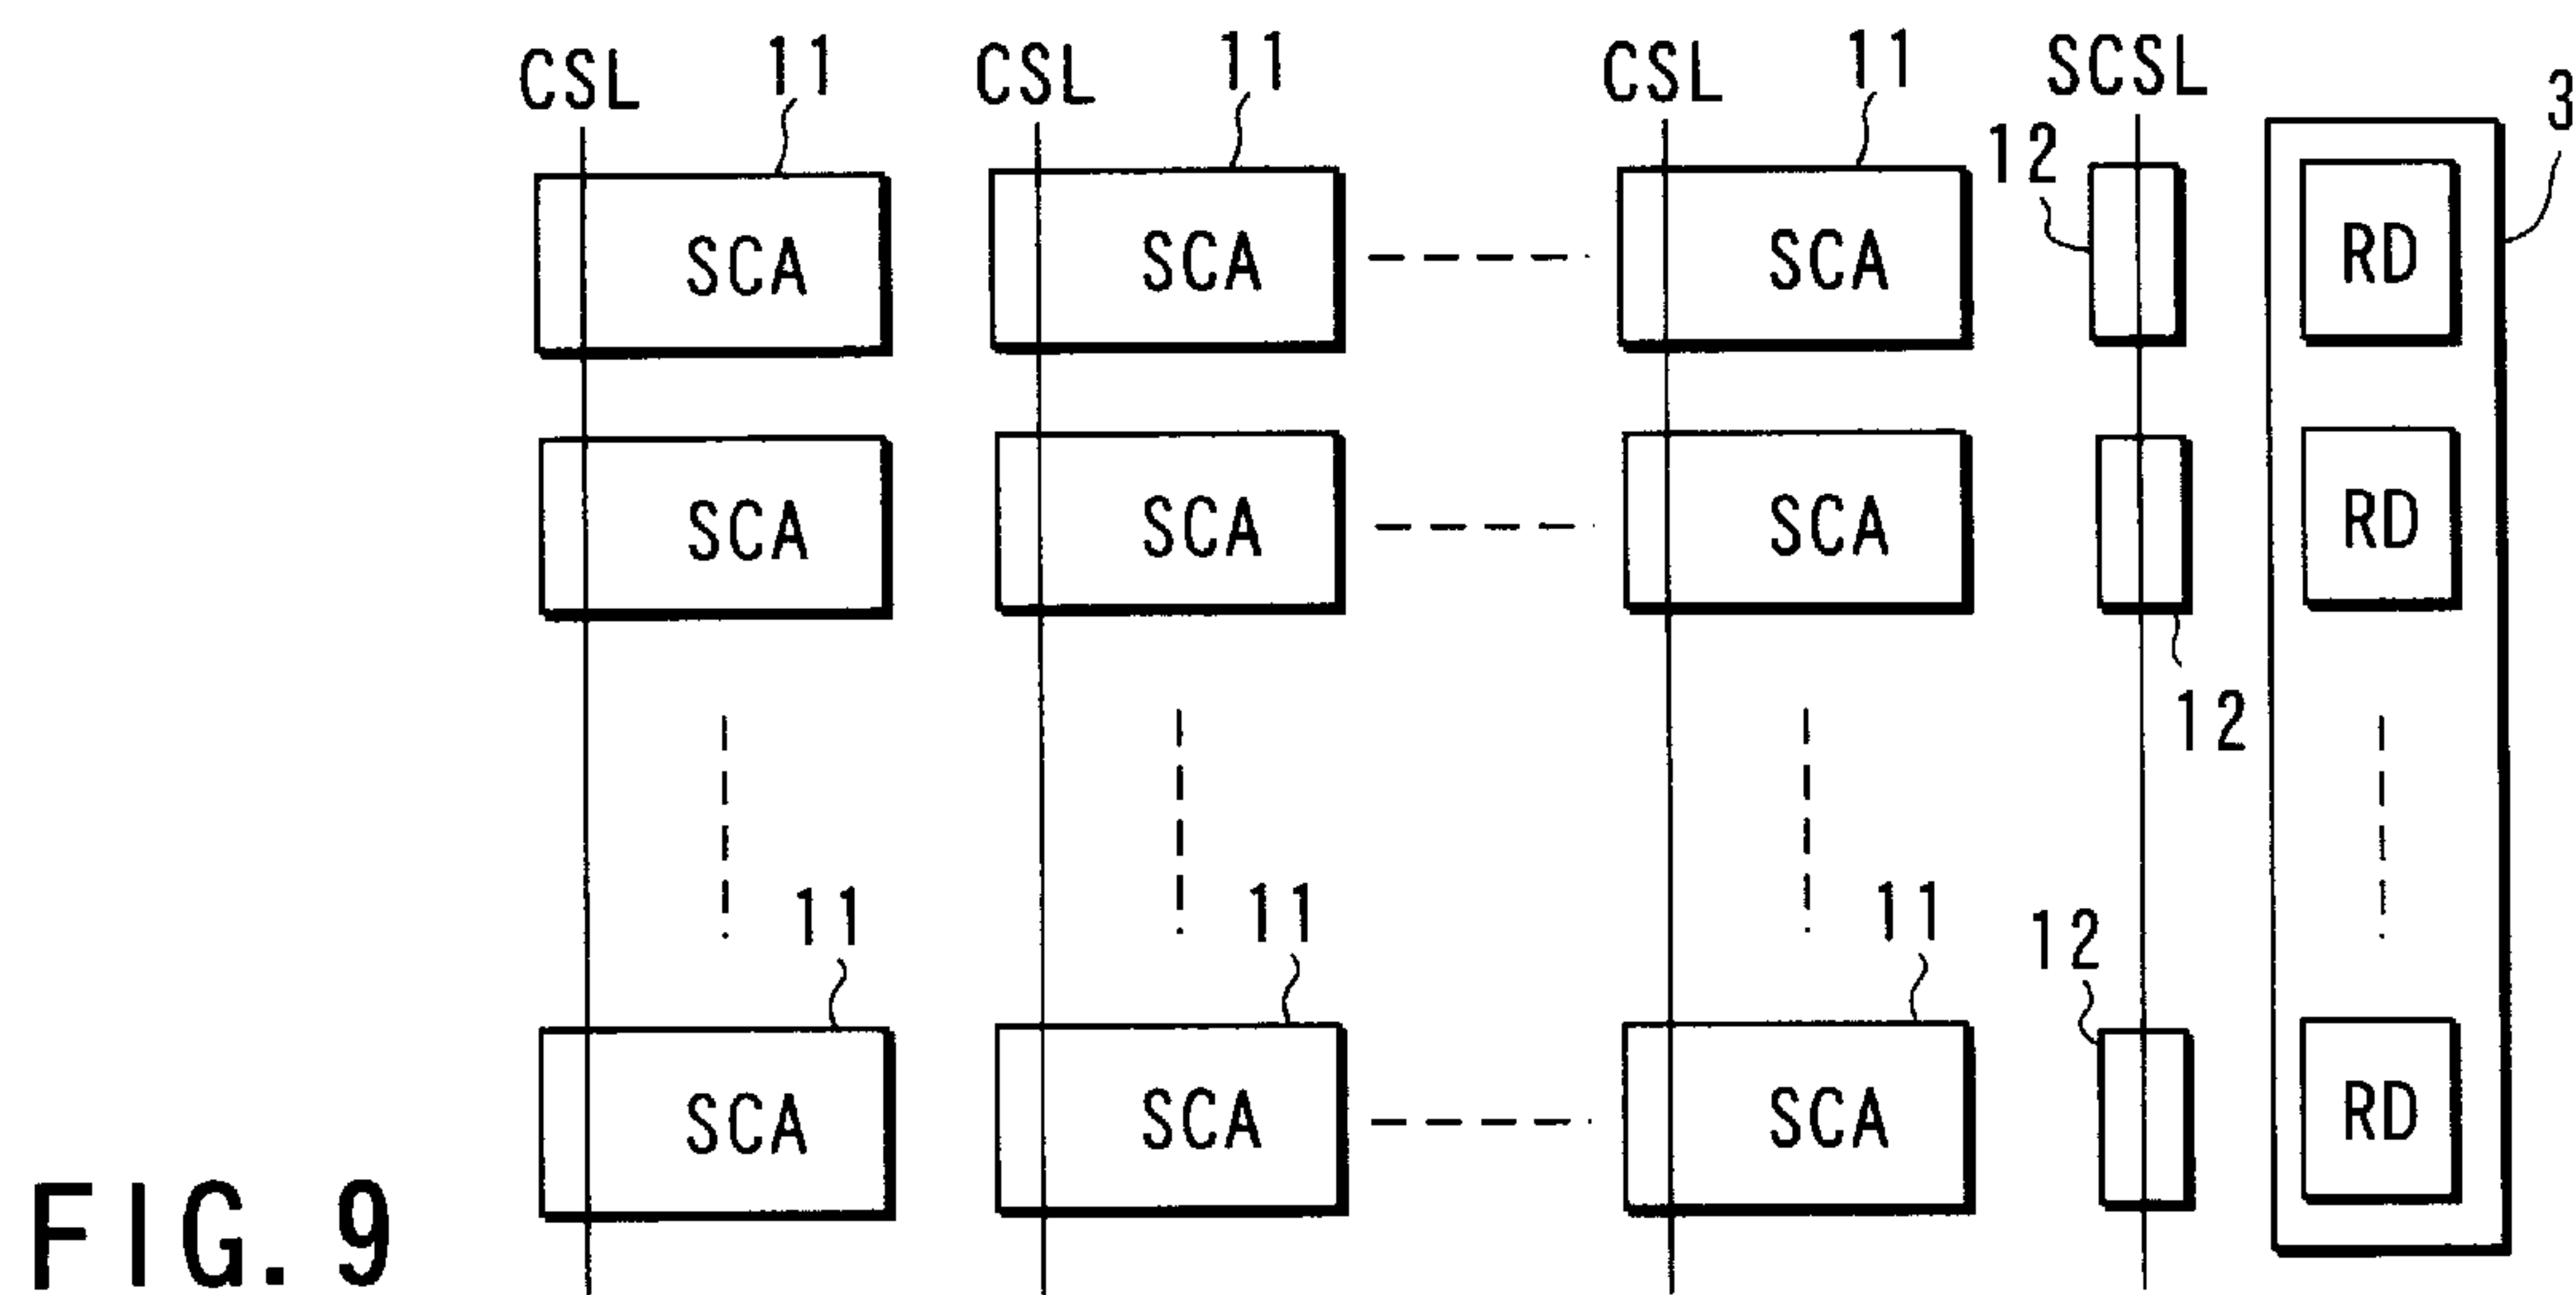 CSL 11 CSL 11 CSL 11 SCSL 3
12
SCA SCA SCA RD
SCA SCA SCA RD
12
11 11 11 12
SCA SCA SCA RD
FIG. 9